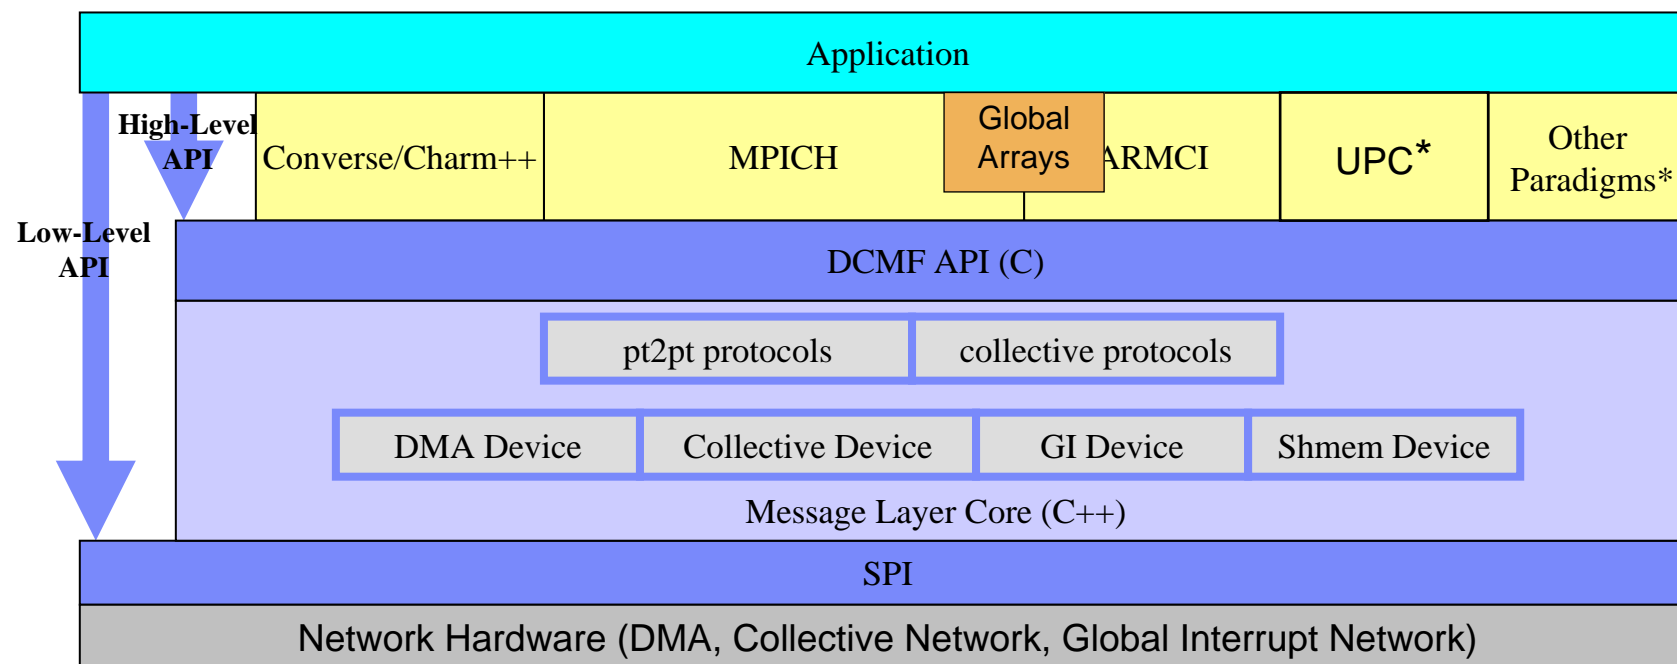 Application
High-Level
API
Converse/Charm++
MPICH
Global
Arrays
ARMCI
UPC*
Other
Paradigms*
Low-Level
API
DCMF API (C)
pt2pt protocols
collective protocols
DMA Device
Collective Device
GI Device
Shmem Device
Message Layer Core (C++)
SPI
Network Hardware (DMA, Collective Network, Global Interrupt Network)